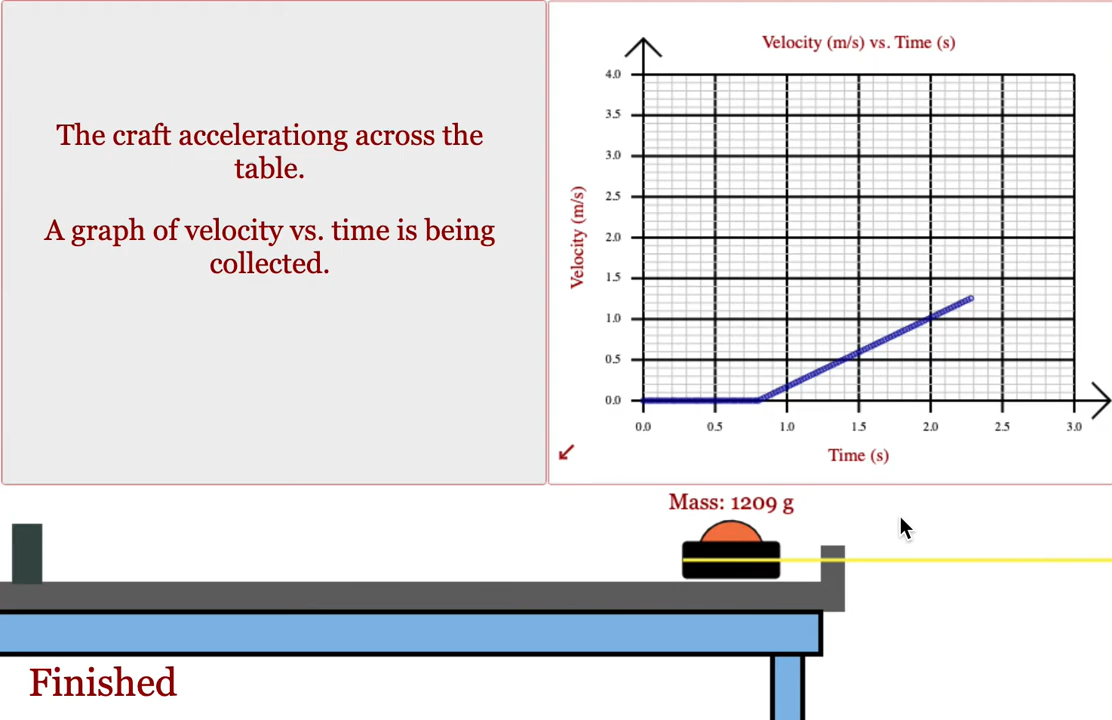 The craft accelerationg across the
table.
A graph of velocity vs. time is being
collected.
Velocity (m/s) vs. Time (s)
Velocity (m/s)
4.0
3.5
3.0
2.5
2.0
1.5
1.0
0.5
0.0
0.0 0.5 1.0 1.5 2.0 2.5 3.0
Time (s)
Mass: 1209 g
Finished